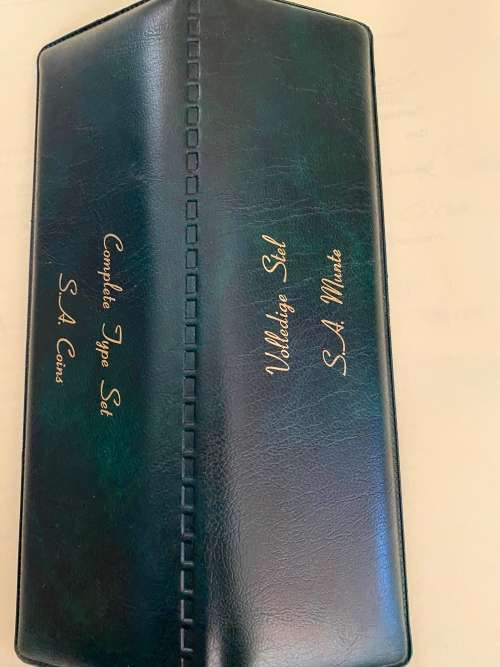 Complete Type Set
S.A. Coins
Volledige Stel
S.A. Munte